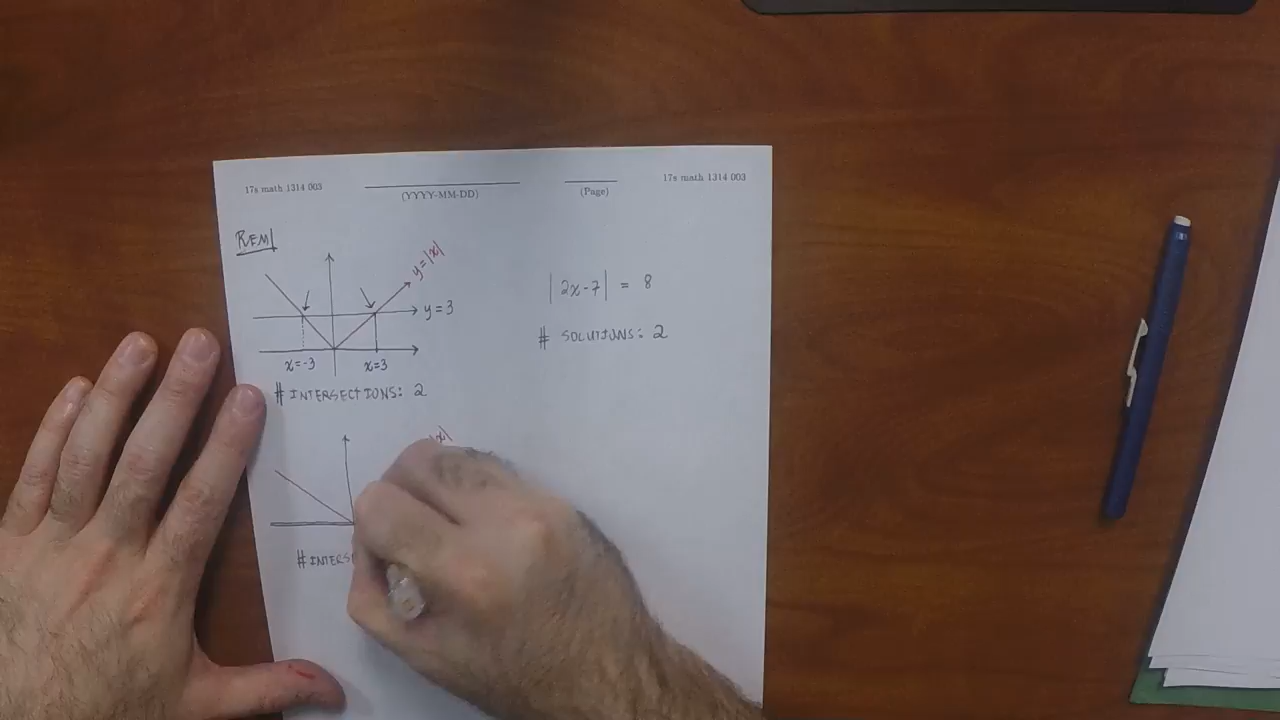 17s math 1314 003
(YYYY-MM-DD)
(Page)
17s math 1314 003
REM
y=|x|
y=3
x=-3
x=3
# INTERSECTIONS: 2
|x|
|2x-7| = 8
# SOLUTIONS: 2